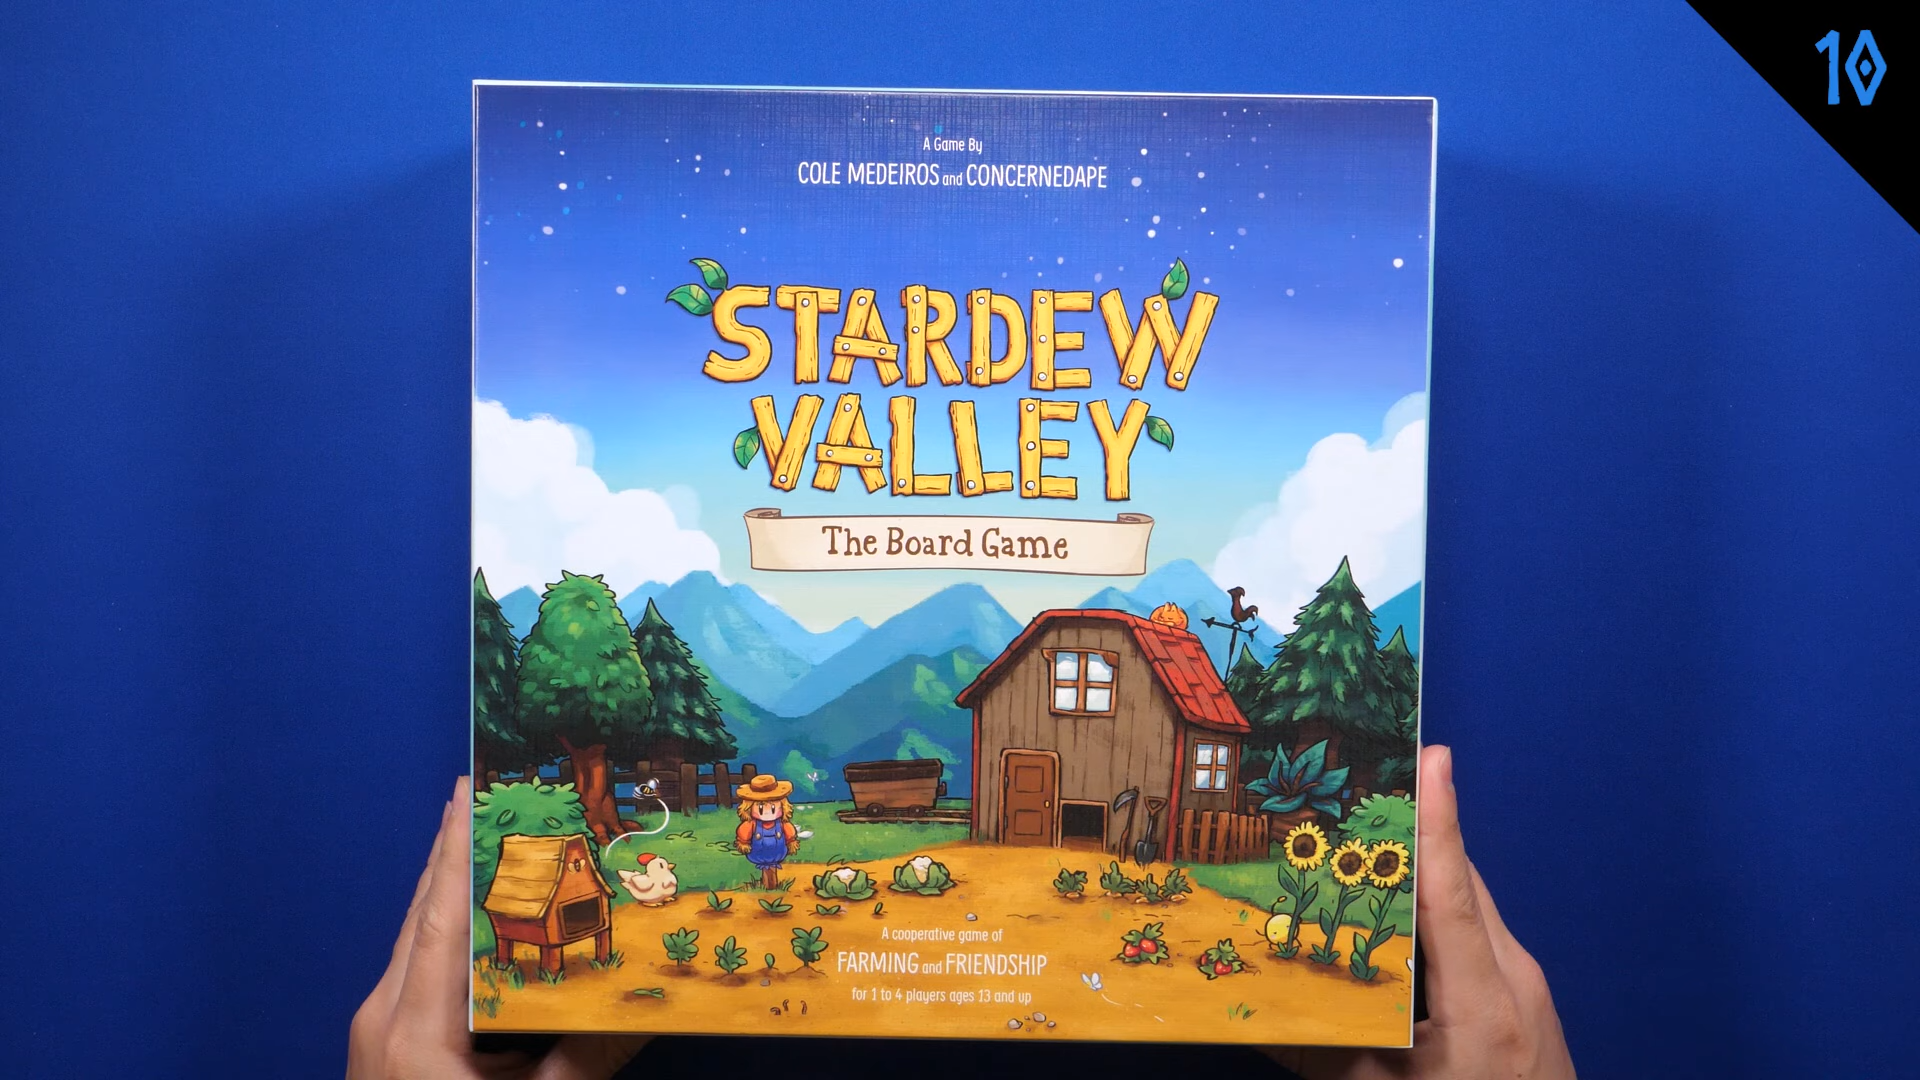 10
A Game By
COLE MEDEIROS and CONCERNEDAPE
STARDEW
VALLEY
The Board Game
A cooperative game of
FARMING and FRIENDSHIP
for 1 to 4 players ages 13 and up